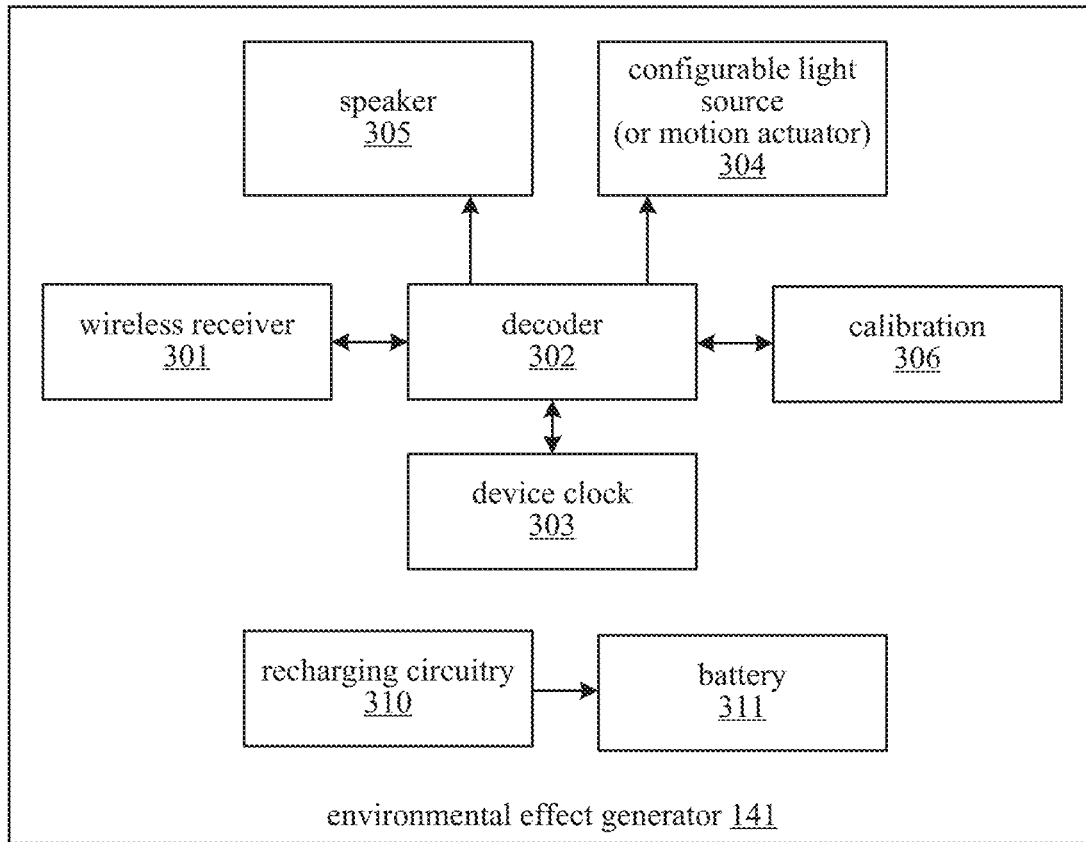 speaker
305
configurable light
source
(or motion actuator)
304
wireless receiver
301
decoder
302
calibration
306
device clock
303
recharging circuitry
310
battery
311
environmental effect generator 141